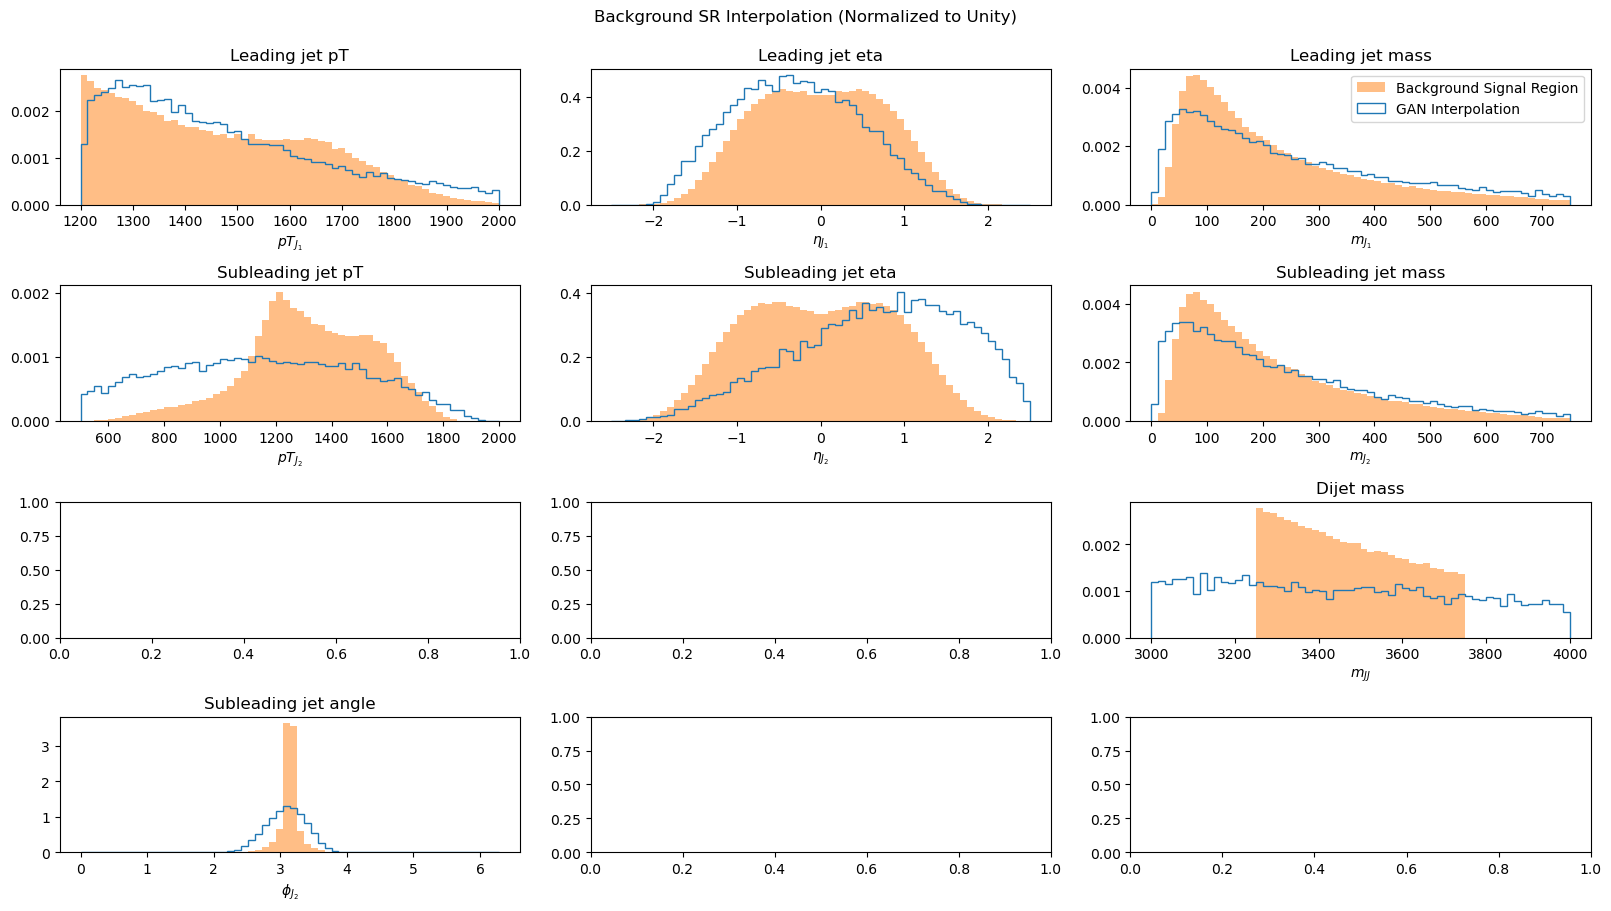 Background SR Interpolation (Normalized to Unity)
Leading jet pT
0.002
0.001
0.000
1200 1300 1400 1500 1600 1700 1800 1900 2000
pT_{J_1}
Leading jet eta
0.4
0.2
0.0
−2 −1 0 1 2
η_{J_1}
Leading jet mass
Background Signal Region
GAN Interpolation
0.004
0.002
0.000
0 100 200 300 400 500 600 700
m_{J_1}
Subleading jet pT
0.002
0.001
0.000
600 800 1000 1200 1400 1600 1800 2000
pT_{J_2}
Subleading jet eta
0.4
0.2
0.0
−2 −1 0 1 2
η_{J_2}
Subleading jet mass
0.004
0.002
0.000
0 100 200 300 400 500 600 700
m_{J_2}
1.00
0.75
0.50
0.25
0.00
0.0 0.2 0.4 0.6 0.8 1.0
1.00
0.75
0.50
0.25
0.00
0.0 0.2 0.4 0.6 0.8 1.0
Dijet mass
0.002
0.001
0.000
3000 3200 3400 3600 3800 4000
m_{JJ}
Subleading jet angle
3
2
1
0
0 1 2 3 4 5 6
ϕ_{J_2}
1.00
0.75
0.50
0.25
0.00
0.0 0.2 0.4 0.6 0.8 1.0
1.00
0.75
0.50
0.25
0.00
0.0 0.2 0.4 0.6 0.8 1.0